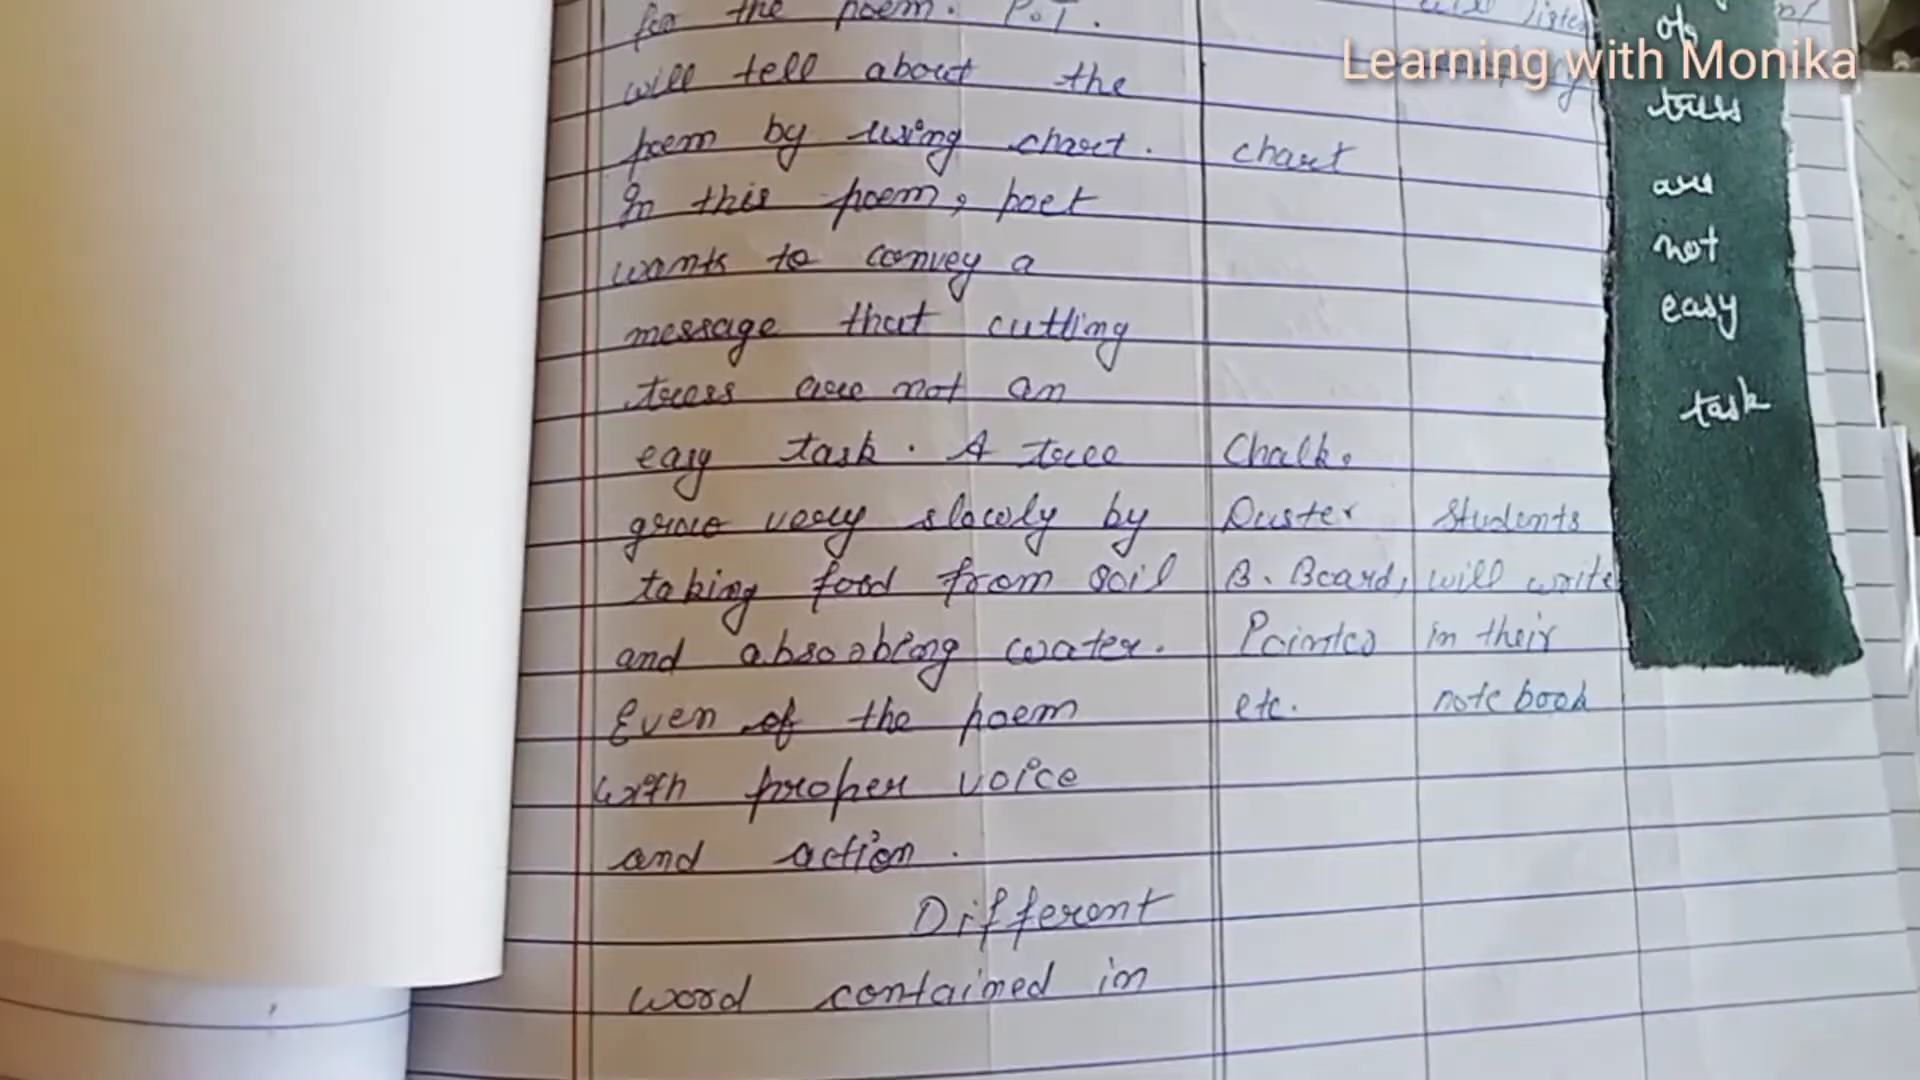 for the poem. P.T.
Learning with Monika
will tell about the
poem by using chart.
In this poem, poet
wants to convey a
message that cutting
trees are not an
easy task. A tree
grow very slowly by
taking food from soil
and absorbing water.
Even of the poem
with proper voice
and action.
Different
word contained in
chart
Chalk.
Duster
B. Board,
Pointer
etc.
Students
will write
in their
note book
of
trees
are
not
easy
task